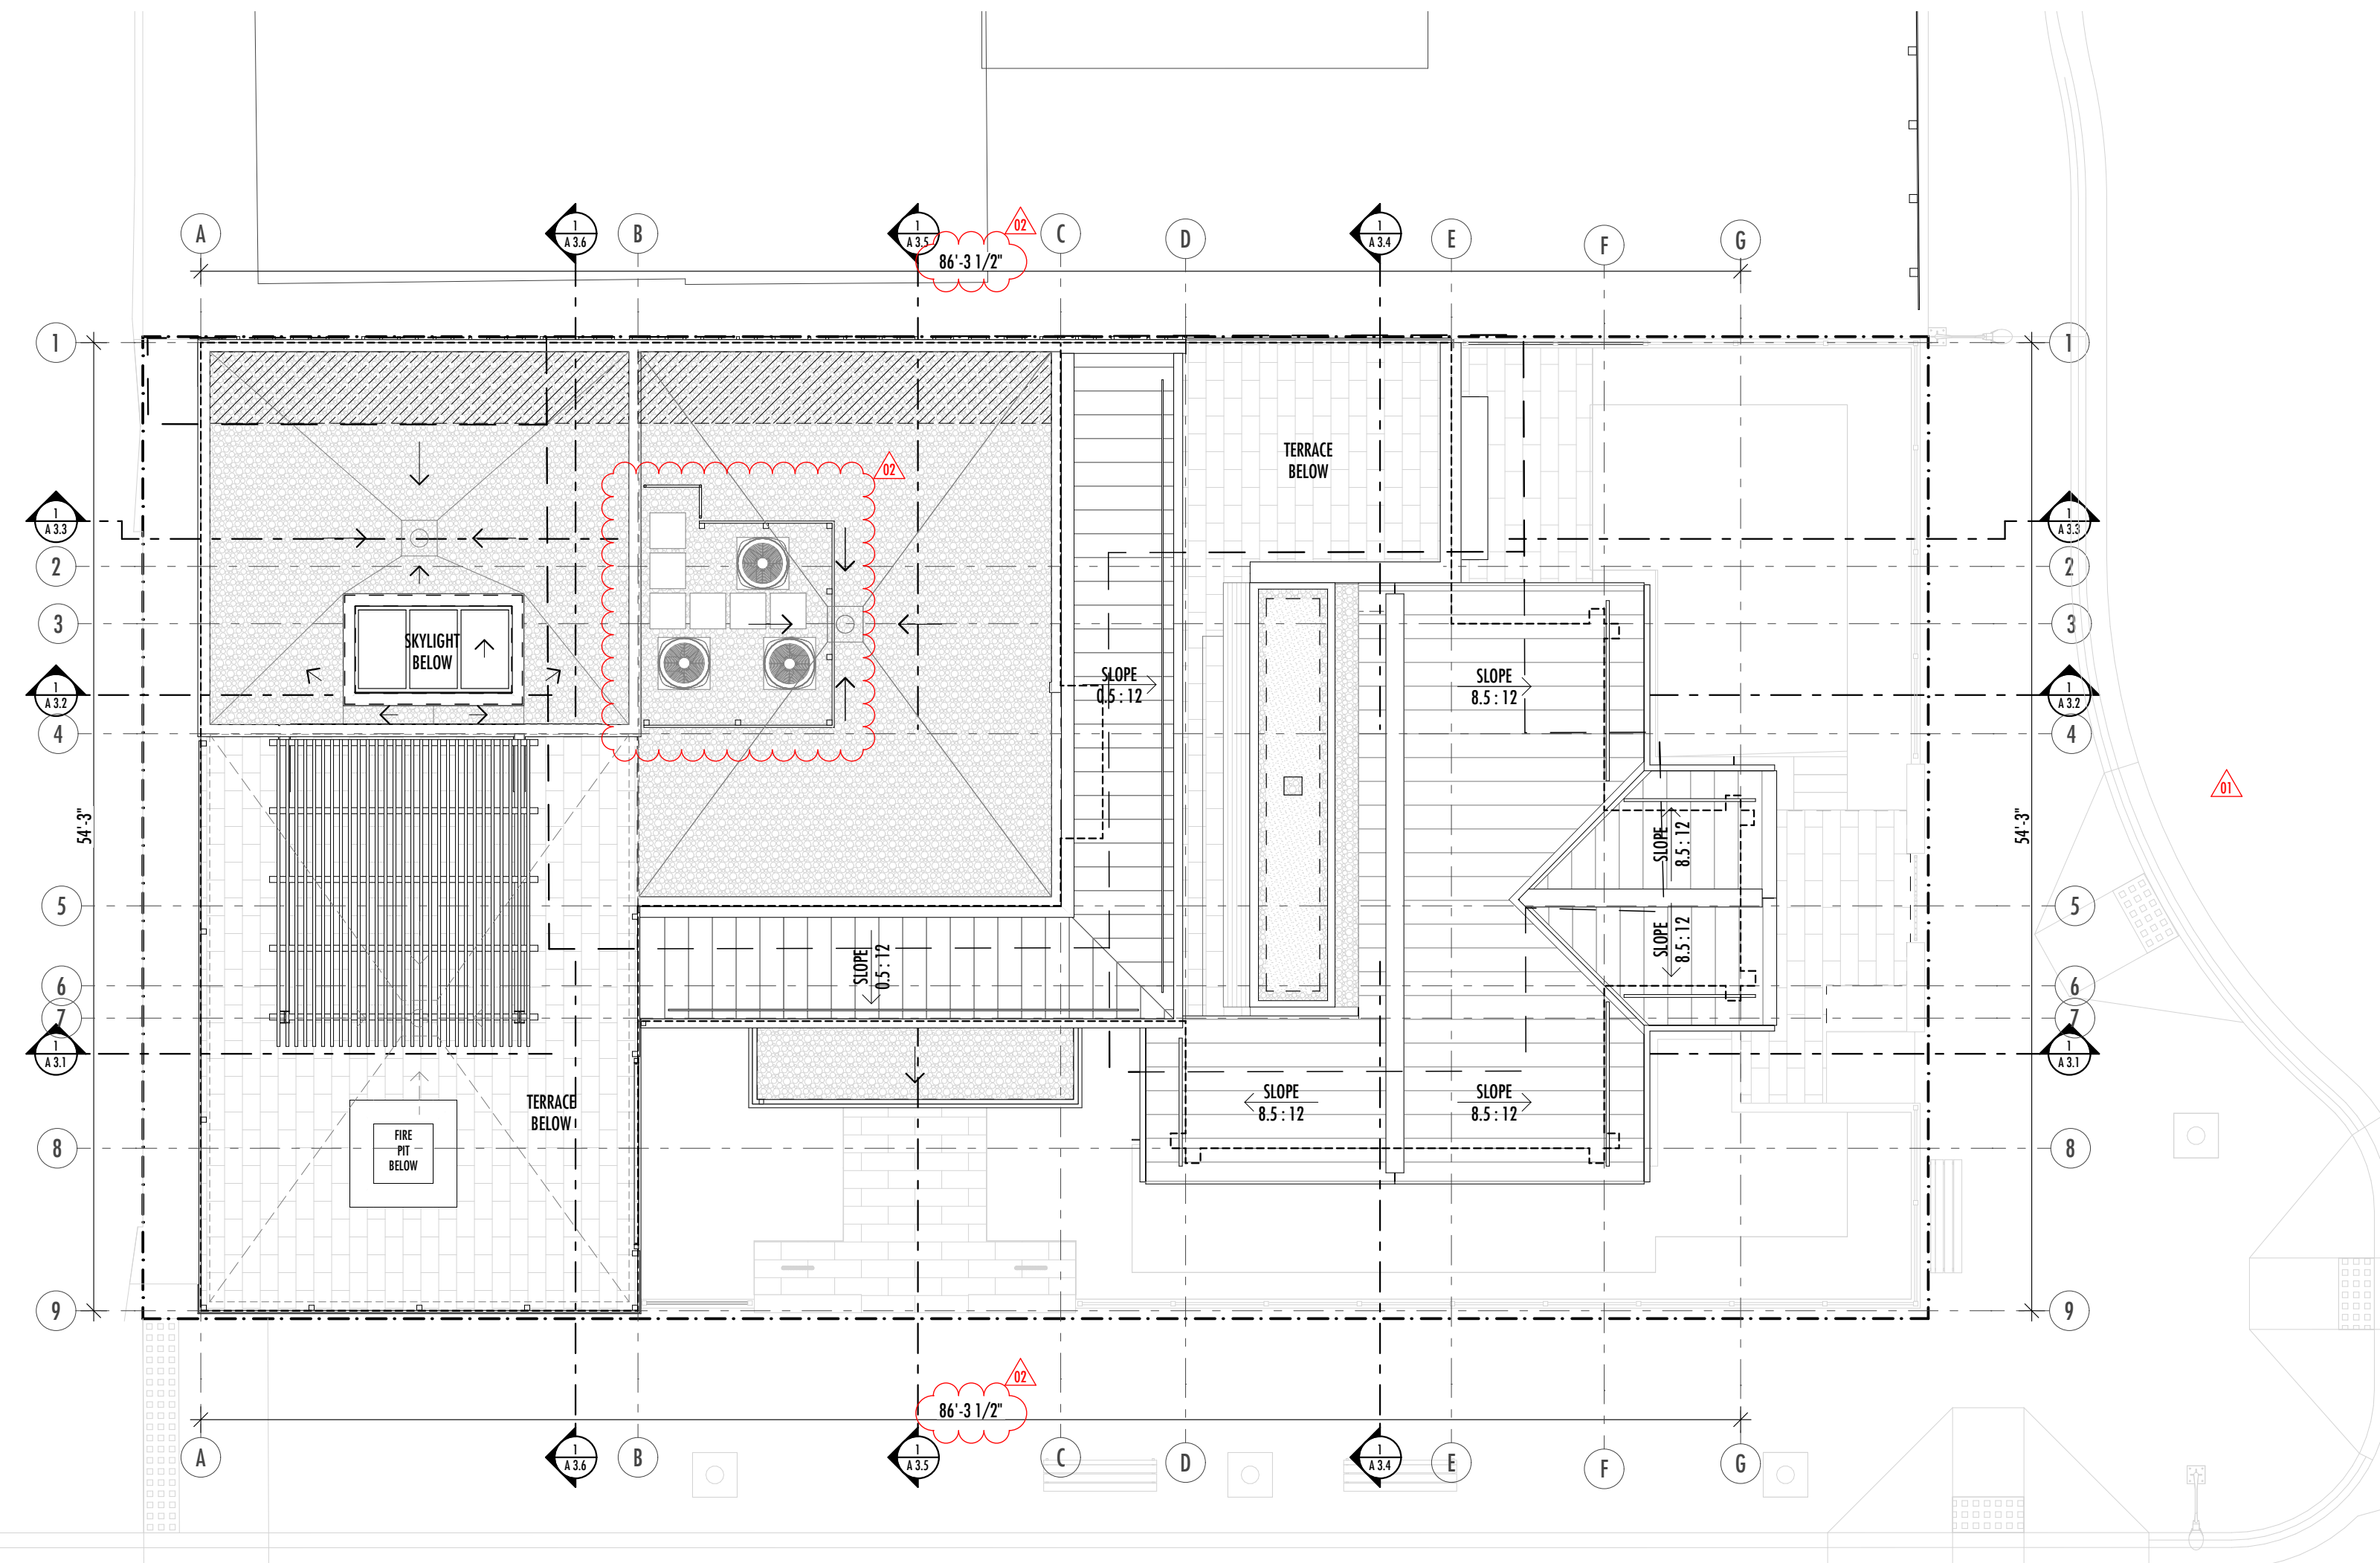 02
A
1
A 3.6
B
1
A 3.5
86'-3 1/2"
C
D
1
A 3.4
E
F
G
1
1
TERRACE
BELOW
02
1
A 3.3
1
A 3.3
2
2
3
3
SKYLIGHT
BELOW
SLOPE
0.5 : 12
SLOPE
8.5 : 12
1
A 3.2
1
A 3.2
4
4
01
54'-3"
54'-3"
SLOPE
8.5 : 12
5
5
SLOPE
8.5 : 12
SLOPE
0.5 : 12
6
6
7
7
1
A 3.1
1
A 3.1
TERRACE
BELOW
SLOPE
8.5 : 12
SLOPE
8.5 : 12
FIRE
PIT
BELOW
8
8
9
9
02
86'-3 1/2"
A
1
A 3.6
B
1
A 3.5
C
D
1
A 3.4
E
F
G